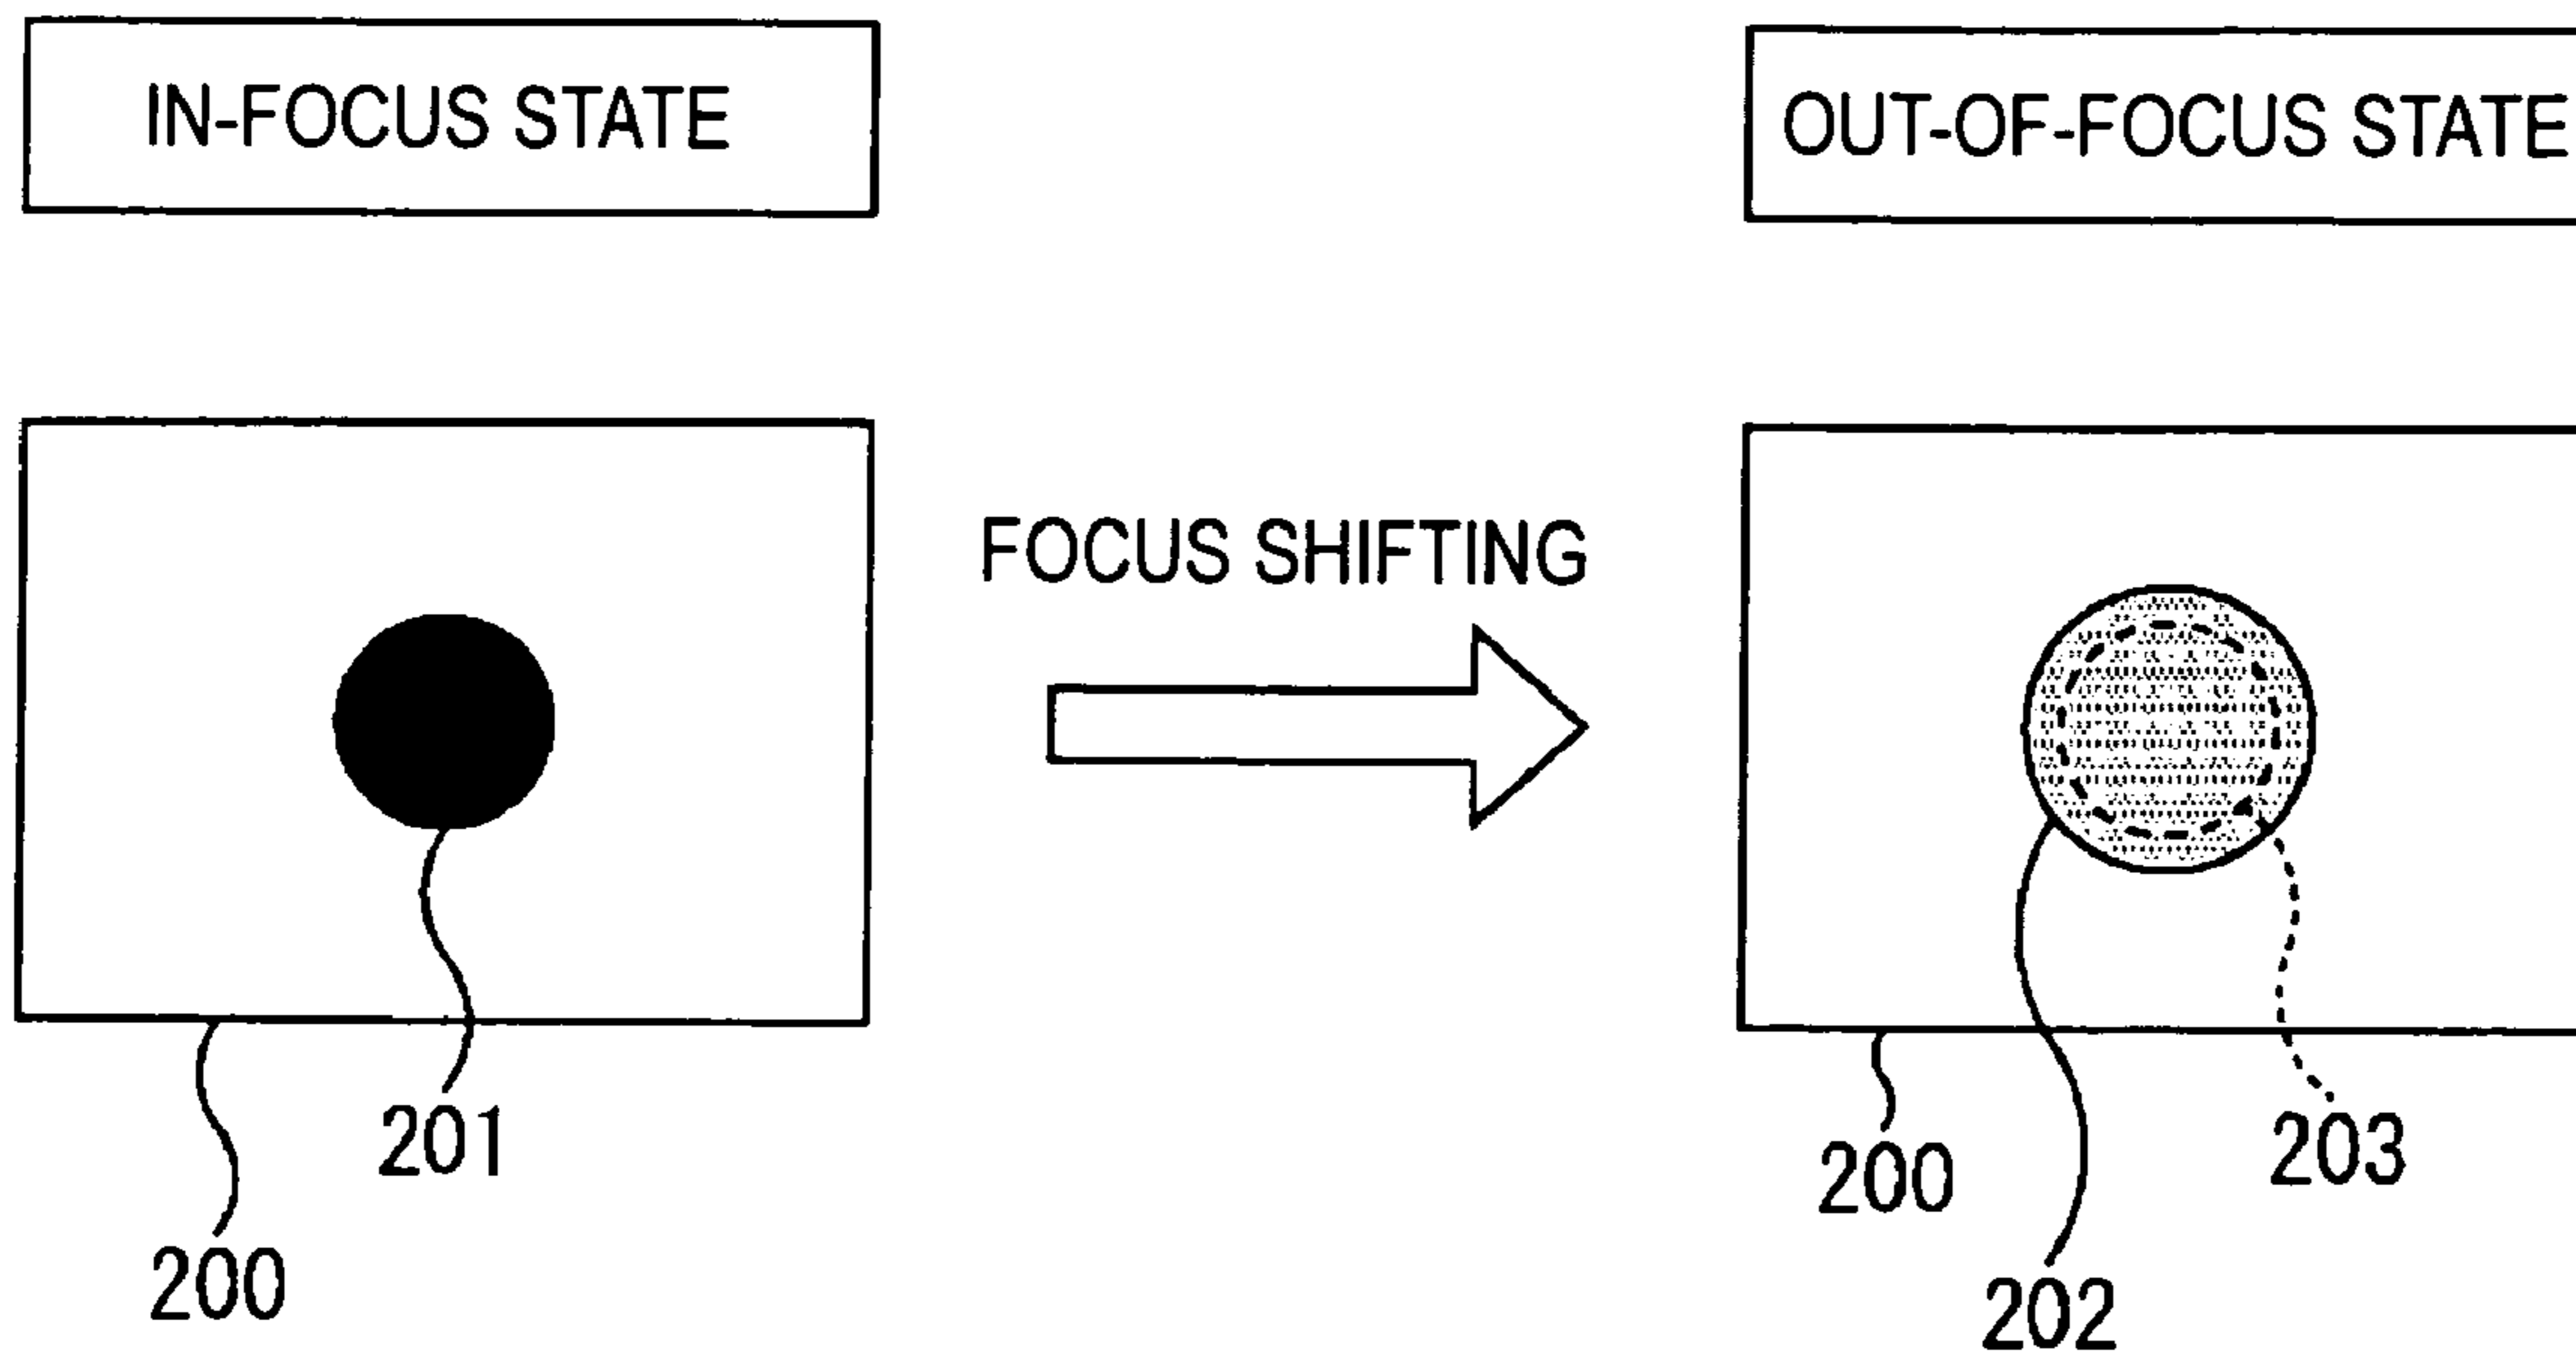 IN-FOCUS STATE
OUT-OF-FOCUS STATE
FOCUS SHIFTING
201
200
200
203
202